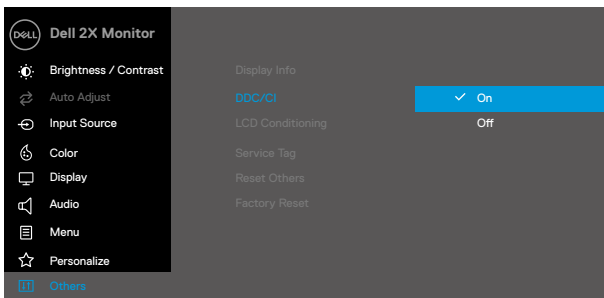 DELL Dell 2X Monitor
Brightness / Contrast
Display Info
Auto Adjust
DDC/CI
On
Input Source
LCD Conditioning
Off
Color
Service Tag
Display
Reset Others
Audio
Factory Reset
Menu
Personalize
Others